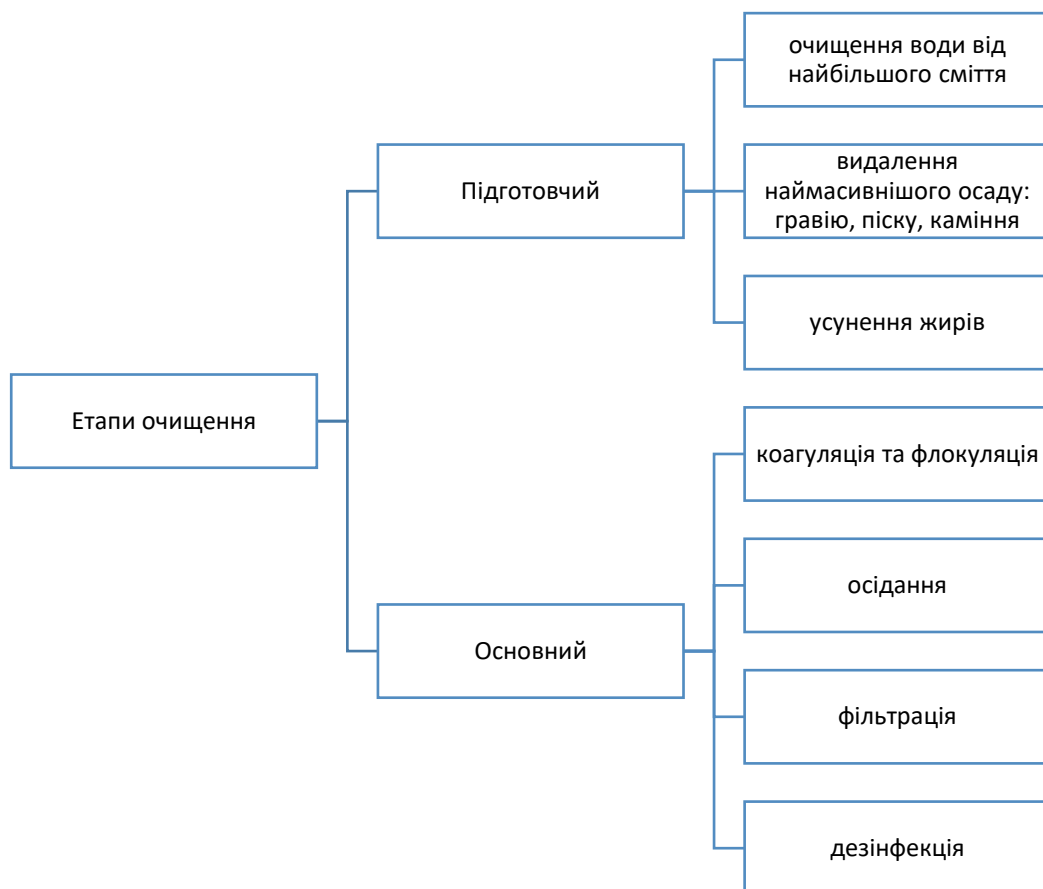 Етапи очищення
Підготовчий
очищення води від
найбільшого сміття
видалення
наймасивнішого осаду:
гравію, піску, каміння
усунення жирів
Основний
коагуляція та флокуляція
осідання
фільтрація
дезінфекція